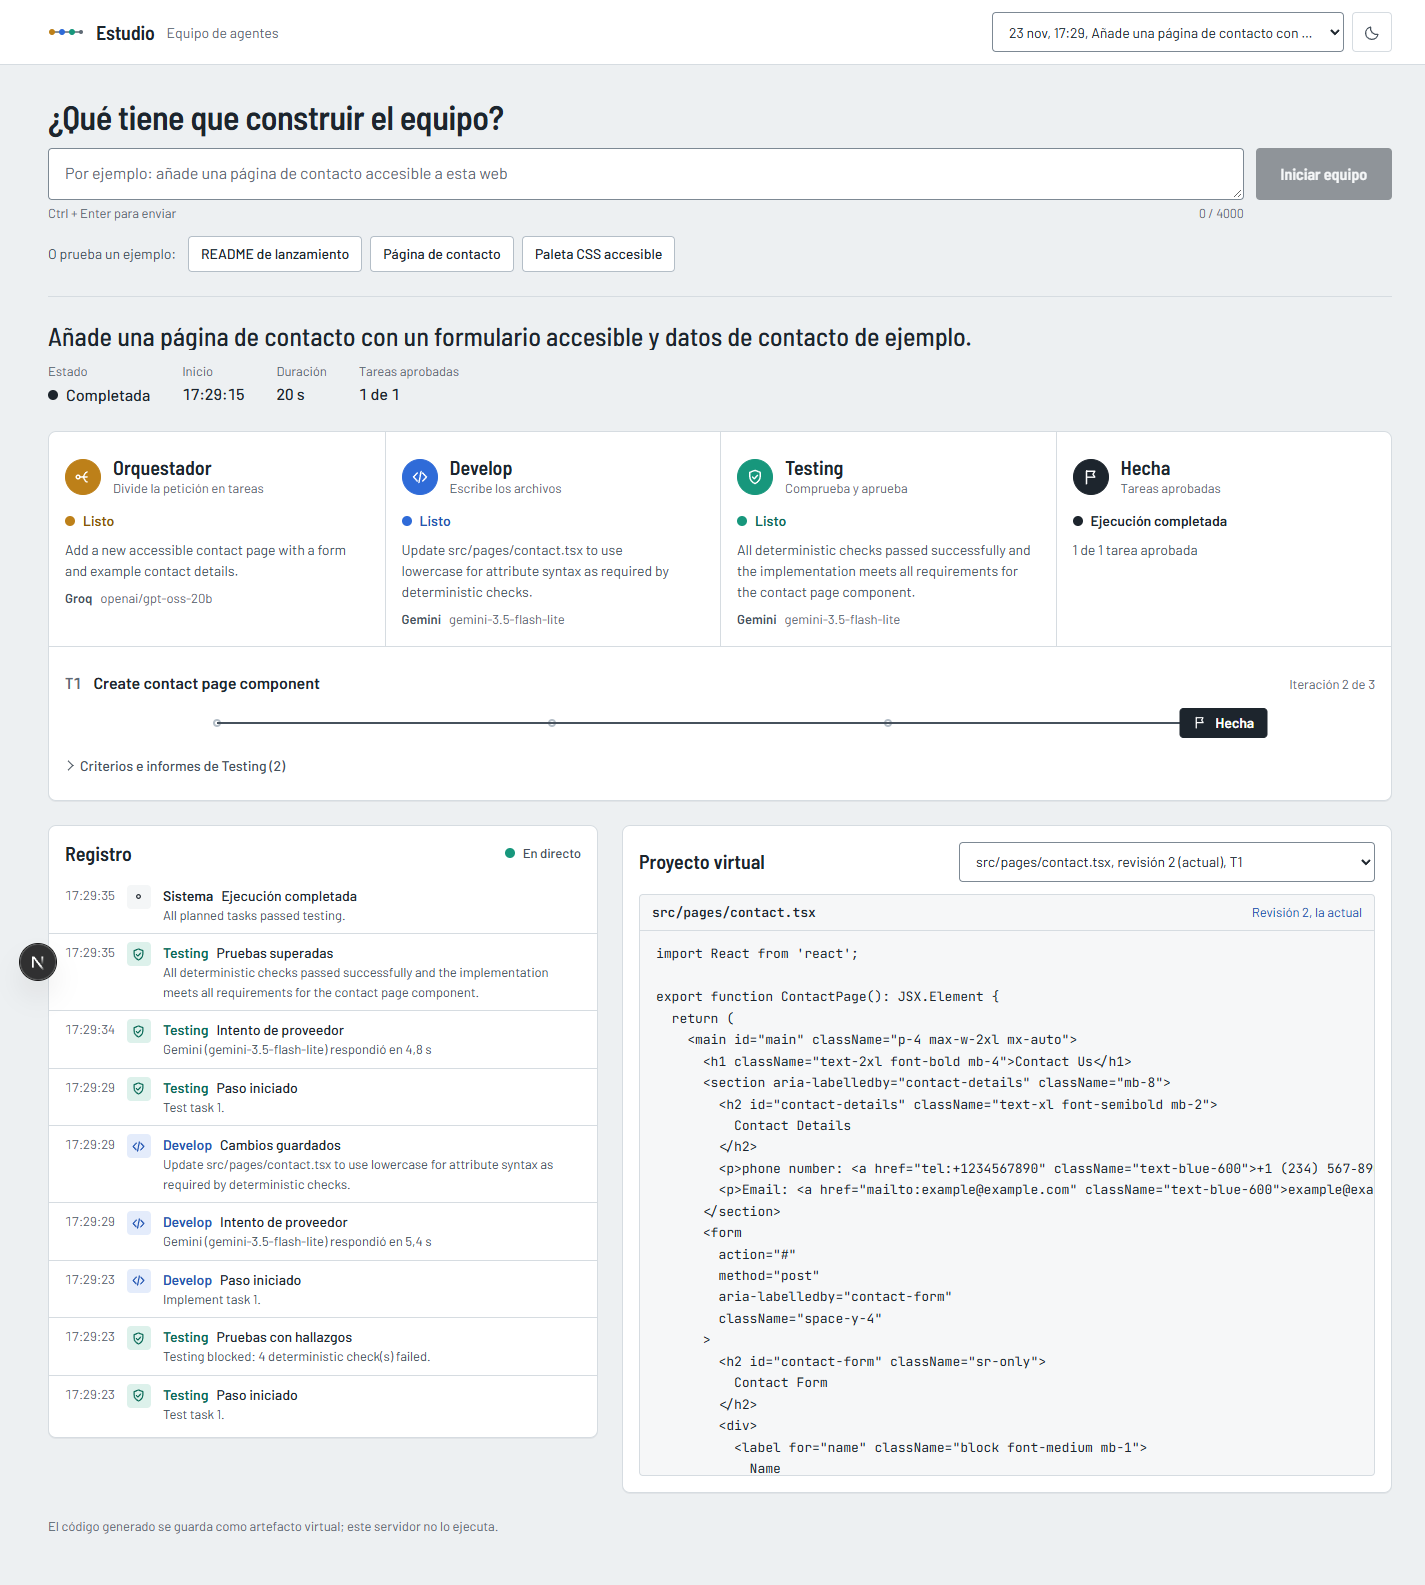 Estudio Equipo de agentes
23 nov, 17:29, Añade una página de contacto con ...
¿Qué tiene que construir el equipo?
Por ejemplo: añade una página de contacto accesible a esta web
Iniciar equipo
Ctrl + Enter para enviar
0 / 4000
O prueba un ejemplo:
README de lanzamiento
Página de contacto
Paleta CSS accesible
Añade una página de contacto con un formulario accesible y datos de contacto de ejemplo.
Estado
Completada
Inicio
17:29:15
Duración
20 s
Tareas aprobadas
1 de 1
Orquestador
Divide la petición en tareas
Listo
Add a new accessible contact page with a form
and example contact details.
Groq openai/gpt-oss-20b
Develop
Escribe los archivos
Listo
Update src/pages/contact.tsx to use
lowercase for attribute syntax as required by
deterministic checks.
Gemini gemini-3.5-flash-lite
Testing
Comprueba y aprueba
Listo
All deterministic checks passed successfully and
the implementation meets all requirements for
the contact page component.
Gemini gemini-3.5-flash-lite
Hecha
Tareas aprobadas
Ejecución completada
1 de 1 tarea aprobada
T1 Create contact page component
Iteración 2 de 3
Hecha
Criterios e informes de Testing (2)
Registro
En directo
17:29:35 Sistema Ejecución completada
All planned tasks passed testing.
17:29:35 Testing Pruebas superadas
All deterministic checks passed successfully and the implementation
meets all requirements for the contact page component.
17:29:34 Testing Intento de proveedor
Gemini (gemini-3.5-flash-lite) respondió en 4,8 s
17:29:29 Testing Paso iniciado
Test task 1.
17:29:29 Develop Cambios guardados
Update src/pages/contact.tsx to use lowercase for attribute syntax as
required by deterministic checks.
17:29:29 Develop Intento de proveedor
Gemini (gemini-3.5-flash-lite) respondió en 5,4 s
17:29:23 Develop Paso iniciado
Implement task 1.
17:29:23 Testing Pruebas con hallazgos
Testing blocked: 4 deterministic check(s) failed.
17:29:23 Testing Paso iniciado
Test task 1.
N
Proyecto virtual
src/pages/contact.tsx, revisión 2 (actual), T1
src/pages/contact.tsx
Revisión 2, la actual
import React from 'react';
export function ContactPage(): JSX.Element {
return (
<main id="main" className="p-4 max-w-2xl mx-auto">
<h1 className="text-2xl font-bold mb-4">Contact Us</h1>
<section aria-labelledby="contact-details" className="mb-8">
<h2 id="contact-details" className="text-xl font-semibold mb-2">
Contact Details
</h2>
<p>phone number: <a href="tel:+1234567890" className="text-blue-600">+1 (234) 567-89
<p>Email: <a href="mailto:example@example.com" className="text-blue-600">example@exa
</section>
<form
action="#"
method="post"
aria-labelledby="contact-form"
className="space-y-4"
>
<h2 id="contact-form" className="sr-only">
Contact Form
</h2>
<div>
<label for="name" className="block font-medium mb-1">
Name
El código generado se guarda como artefacto virtual; este servidor no lo ejecuta.